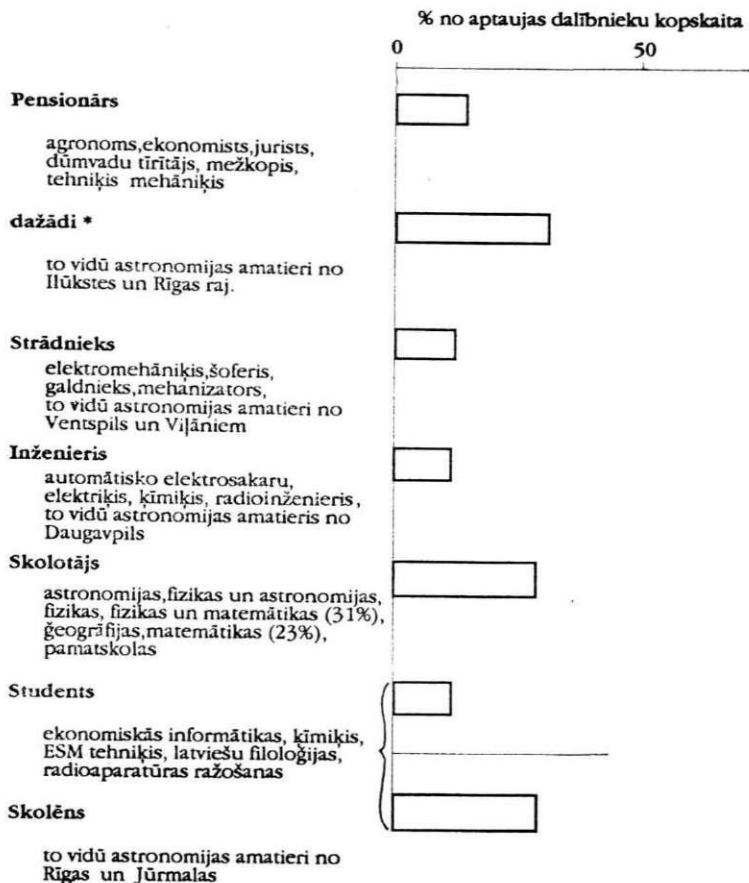 % no aptaujas dalībnieku kopskaita
0 50
Pensionārs
agronoms,ekonomists,jurists,
dūmvadu tīrītājs, mežkopis,
tehniķis mehāniķis
dažādi *
to vidū astronomijas amatieri no
Ilūkstes un Rīgas raj.
Strādnieks
elektromehāniķis,šoferis,
galdnieks,mehanizators,
to vidū astronomijas amatieri no
Ventspils un Viļāniem
Inženieris
automātisko elektrosakaru,
elektriķis, ķīmiķis, radioinženieris,
to vidū astronomijas amatieris no
Daugavpils
Skolotājs
astronomijas,fizikas un astronomijas,
fizikas, fizikas un matemātikas (31%),
ģeogrāfijas,matemātikas (23%),
pamatskolas
Students
ekonomiskās informātikas, ķīmiķis,
ESM tehniķis, latviešu filoloģijas,
radioaparatūras ražošanas
Skolēns
to vidū astronomijas amatieri no
Rīgas un Jūrmalas